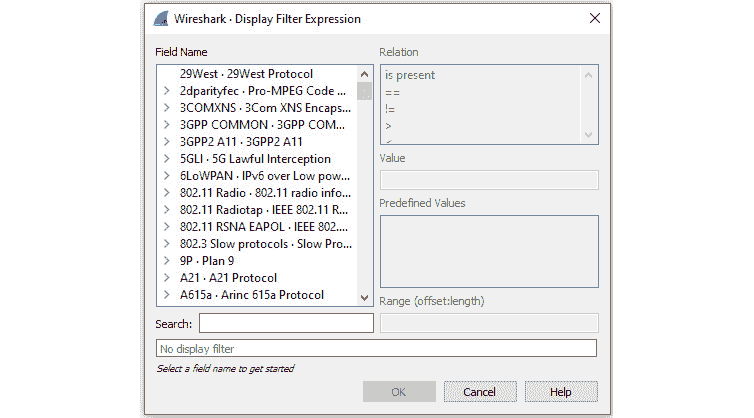 Wireshark · Display Filter Expression
Field Name
29West · 29West Protocol
2dparityfec · Pro-MPEG Code ...
3COMXNS · 3Com XNS Encaps...
3GPP COMMON · 3GPP COM...
3GPP2 A11 · 3GPP2 A11
5GLI · 5G Lawful Interception
6LoWPAN · IPv6 over Low pow...
802.11 Radio · 802.11 radio info...
802.11 Radiotap · IEEE 802.11 R...
802.11 RSNA EAPOL · IEEE 802....
802.3 Slow protocols · Slow Pro...
9P · Plan 9
A21 · A21 Protocol
A615a · Arinc 615a Protocol
Search:
Relation
is present
==
!=
>
Value
Predefined Values
Range (offset:length)
No display filter
Select a field name to get started
OK
Cancel
Help